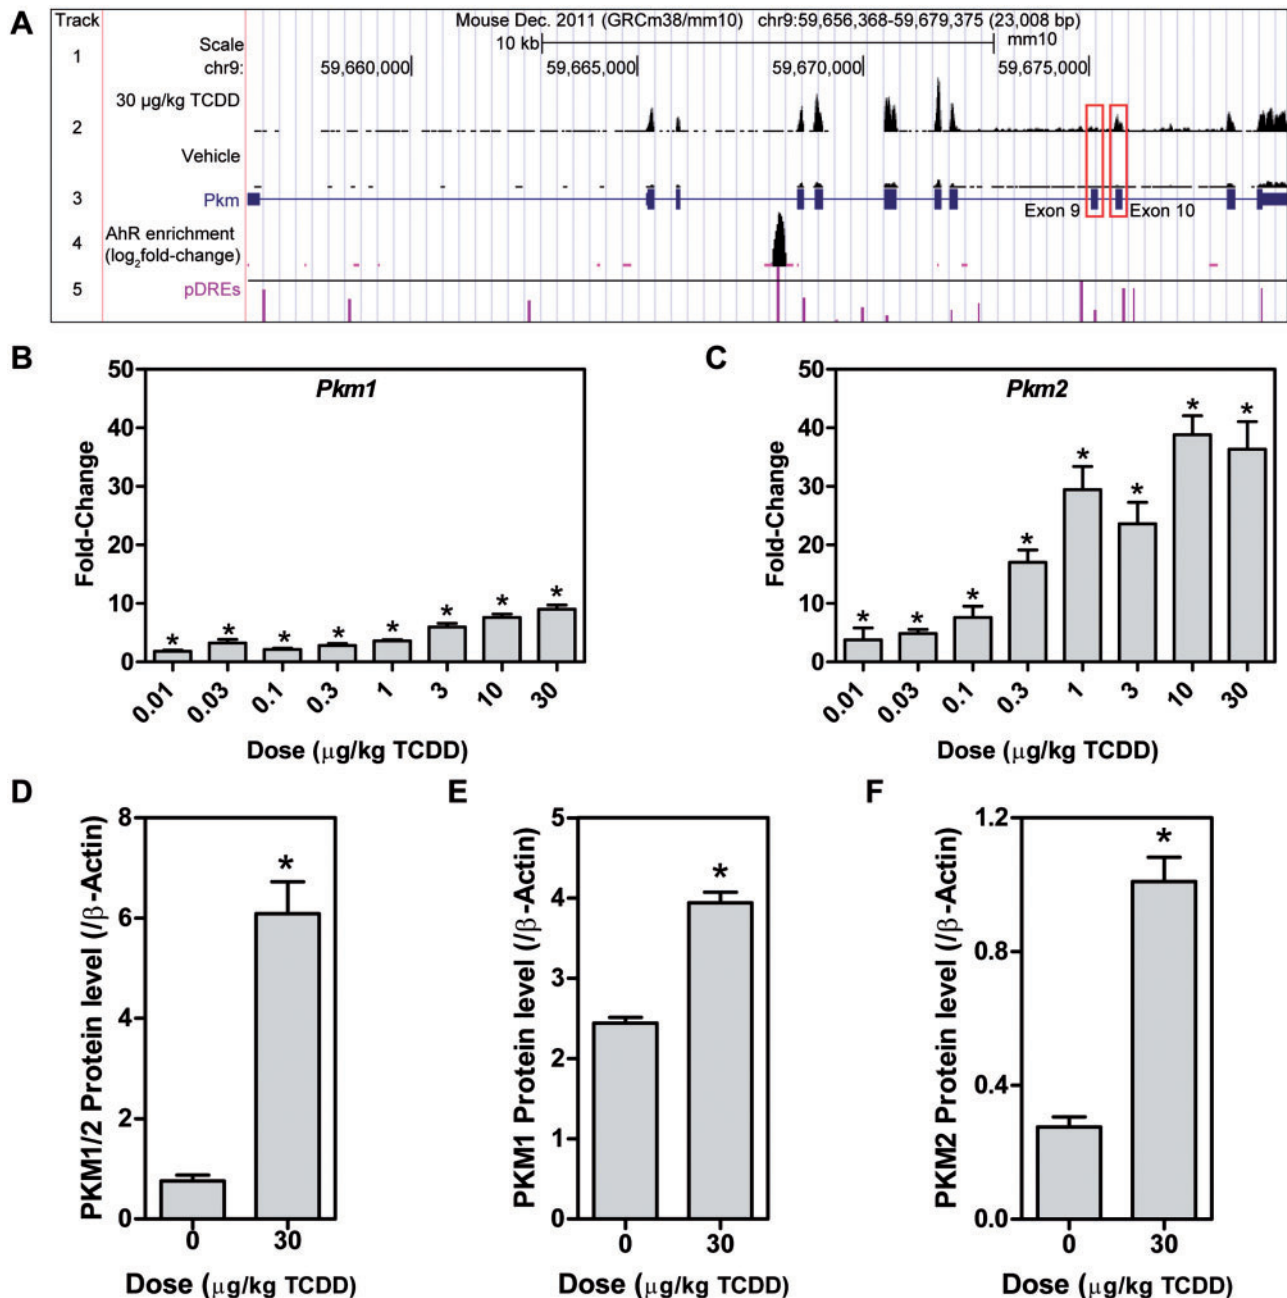 A
Track
Mouse Dec. 2011 (GRCm38/mm10) chr9:59,656,368-59,679,375 (23,008 bp)
1
Scale
10 kb
mm10
chr9:
59,660,000
59,665,000
59,670,000
59,675,000
30 µg/kg TCDD
2
Vehicle
3
Pkm
Exon 9
Exon 10
4
AhR enrichment
(log2fold-change)
5
pDREs
B
Pkm1
Fold-Change
50
40
30
20
10
0
* * * * * * * *
0.01 0.03 0.1 0.3 1 3 10 30
Dose (µg/kg TCDD)
C
Pkm2
Fold-Change
50
40
30
20
10
0
* * * * * * * *
0.01 0.03 0.1 0.3 1 3 10 30
Dose (µg/kg TCDD)
D
PKM1/2 Protein level (/β-Actin)
8
6
4
2
0
*
0 30
Dose (µg/kg TCDD)
E
PKM1 Protein level (/β-Actin)
5
4
3
2
1
0
*
0 30
Dose (µg/kg TCDD)
F
PKM2 Protein level (/β-Actin)
1.2
0.8
0.4
0.0
*
0 30
Dose (µg/kg TCDD)